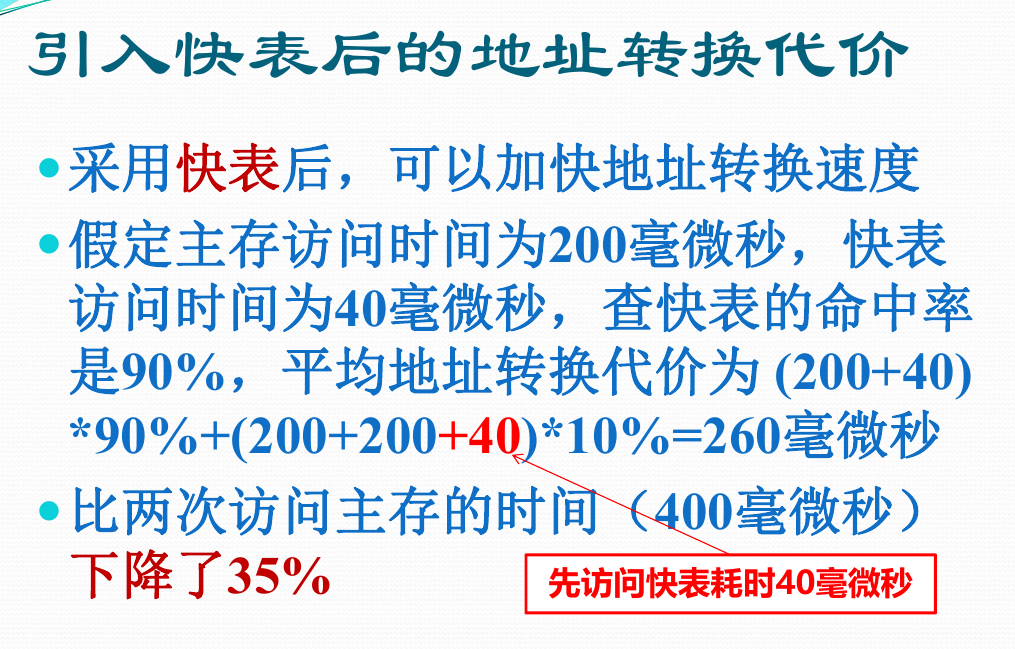 引入快表后的地址转换代价
•采用快表后，可以加快地址转换速度
•假定主存访问时间为200毫微秒，快表
访问时间为40毫微秒，查快表的命中率
是90%，平均地址转换代价为 (200+40)
*90%+(200+200+40)*10%=260毫微秒
•比两次访问主存的时间（400毫微秒）
下降了35%
先访问快表耗时40毫微秒